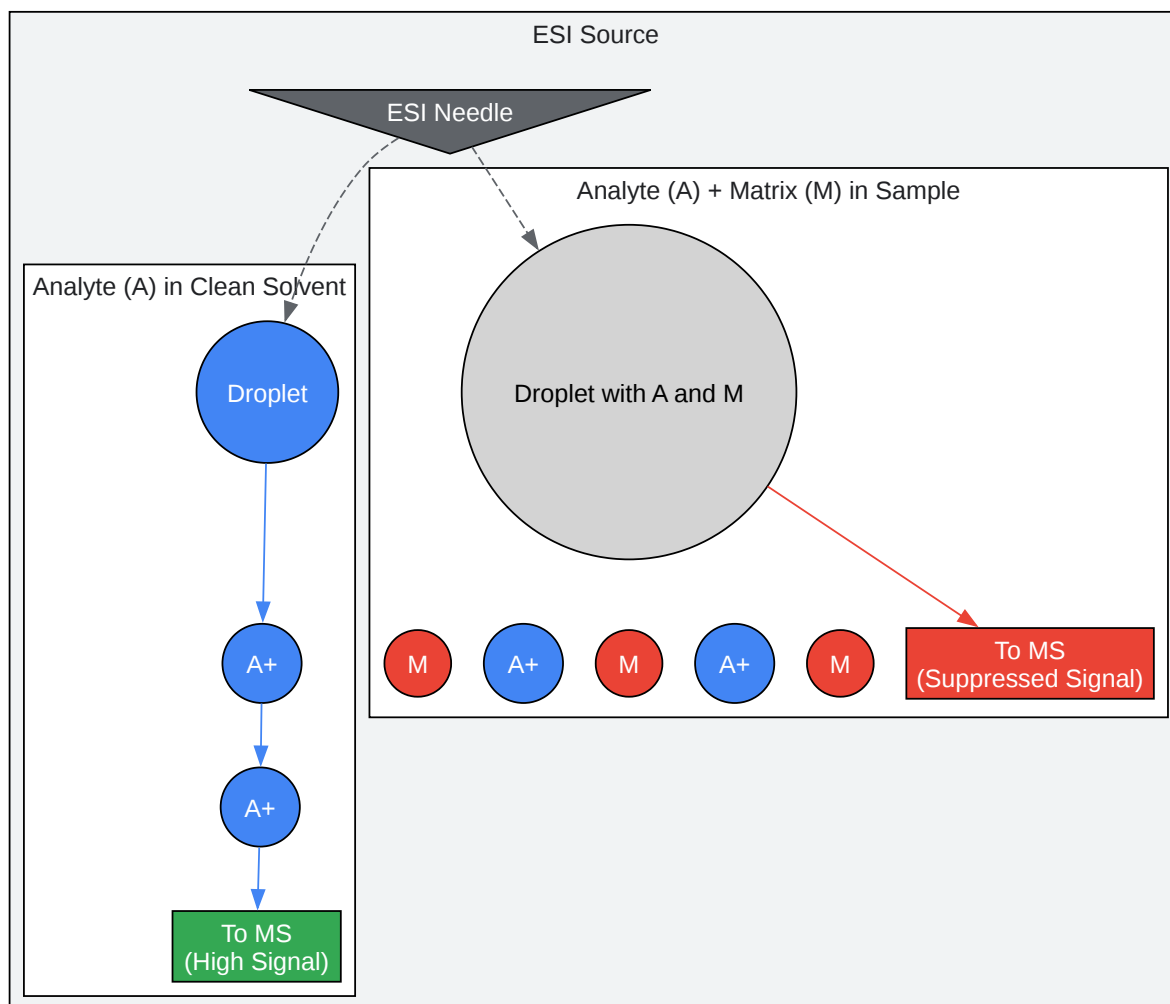 ESI Source
ESI Needle
Analyte (A) + Matrix (M) in Sample
Analyte (A) in Clean Solvent
Droplet
Droplet with A and M
A+
M
A+
M
A+
M
To MS
(Suppressed Signal)
A+
To MS
(High Signal)